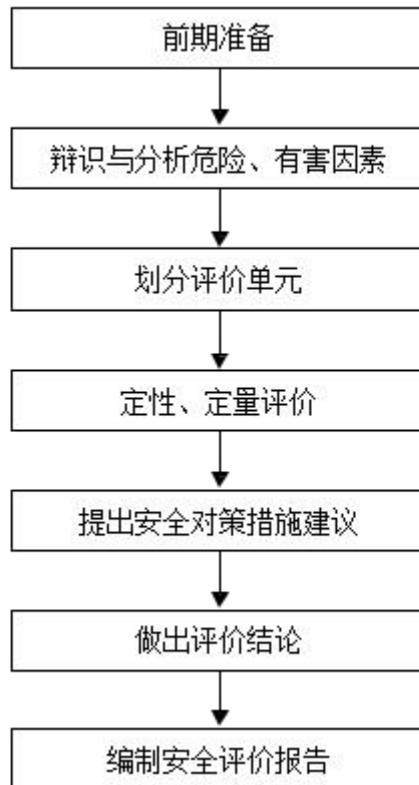 前期准备
辩识与分析危险、有害因素
划分评价单元
定性、定量评价
提出安全对策措施建议
做出评价结论
编制安全评价报告